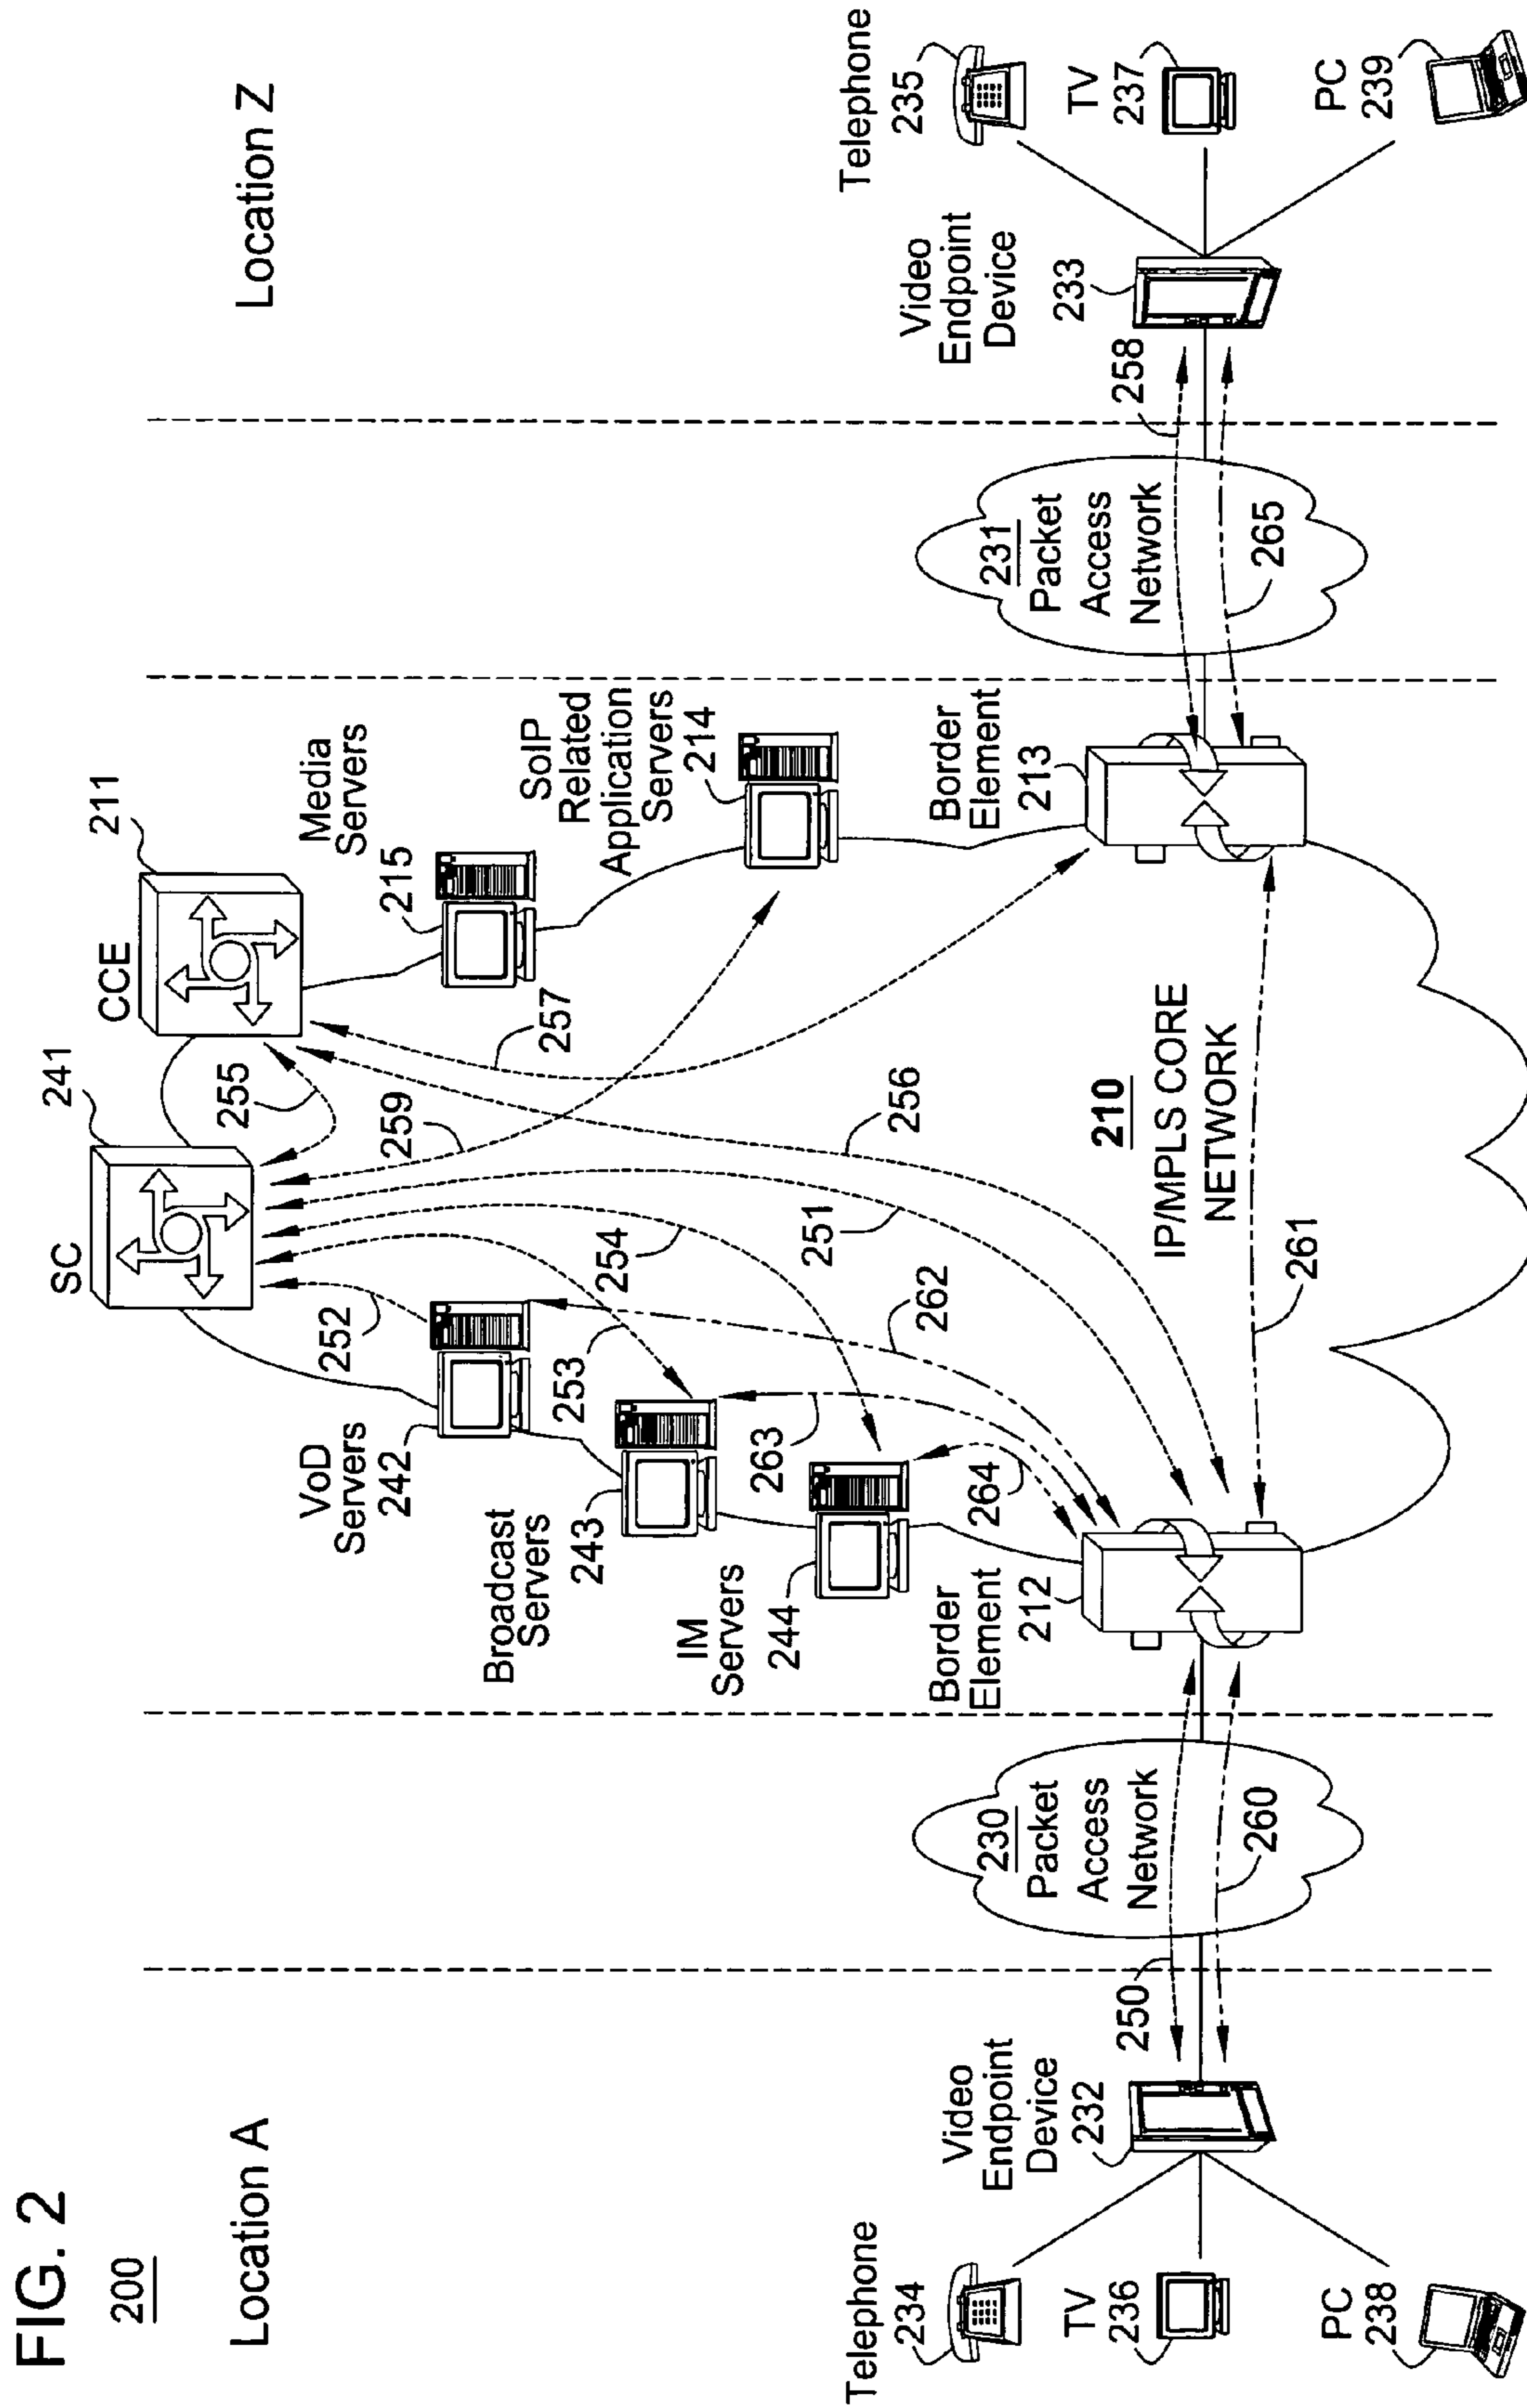 FIG. 2
200
Location A
Location Z
SC
241
CCE
211
255
252
VoD
Servers
242
259
257
Media
Servers
215
253
Broadcast
Servers
243
254
256
251
262
263
SoIP
Related
Application
Servers
214
IM
Servers
244
264
Border
Element
212
210
IP/MPLS CORE
NETWORK
261
Border
Element
213
230
Packet
Access
Network
260
250
231
Packet
Access
Network
265
258
Video
Endpoint
Device
232
Video
Endpoint
Device
233
Telephone
234
TV
236
PC
238
Telephone
235
TV
237
PC
239